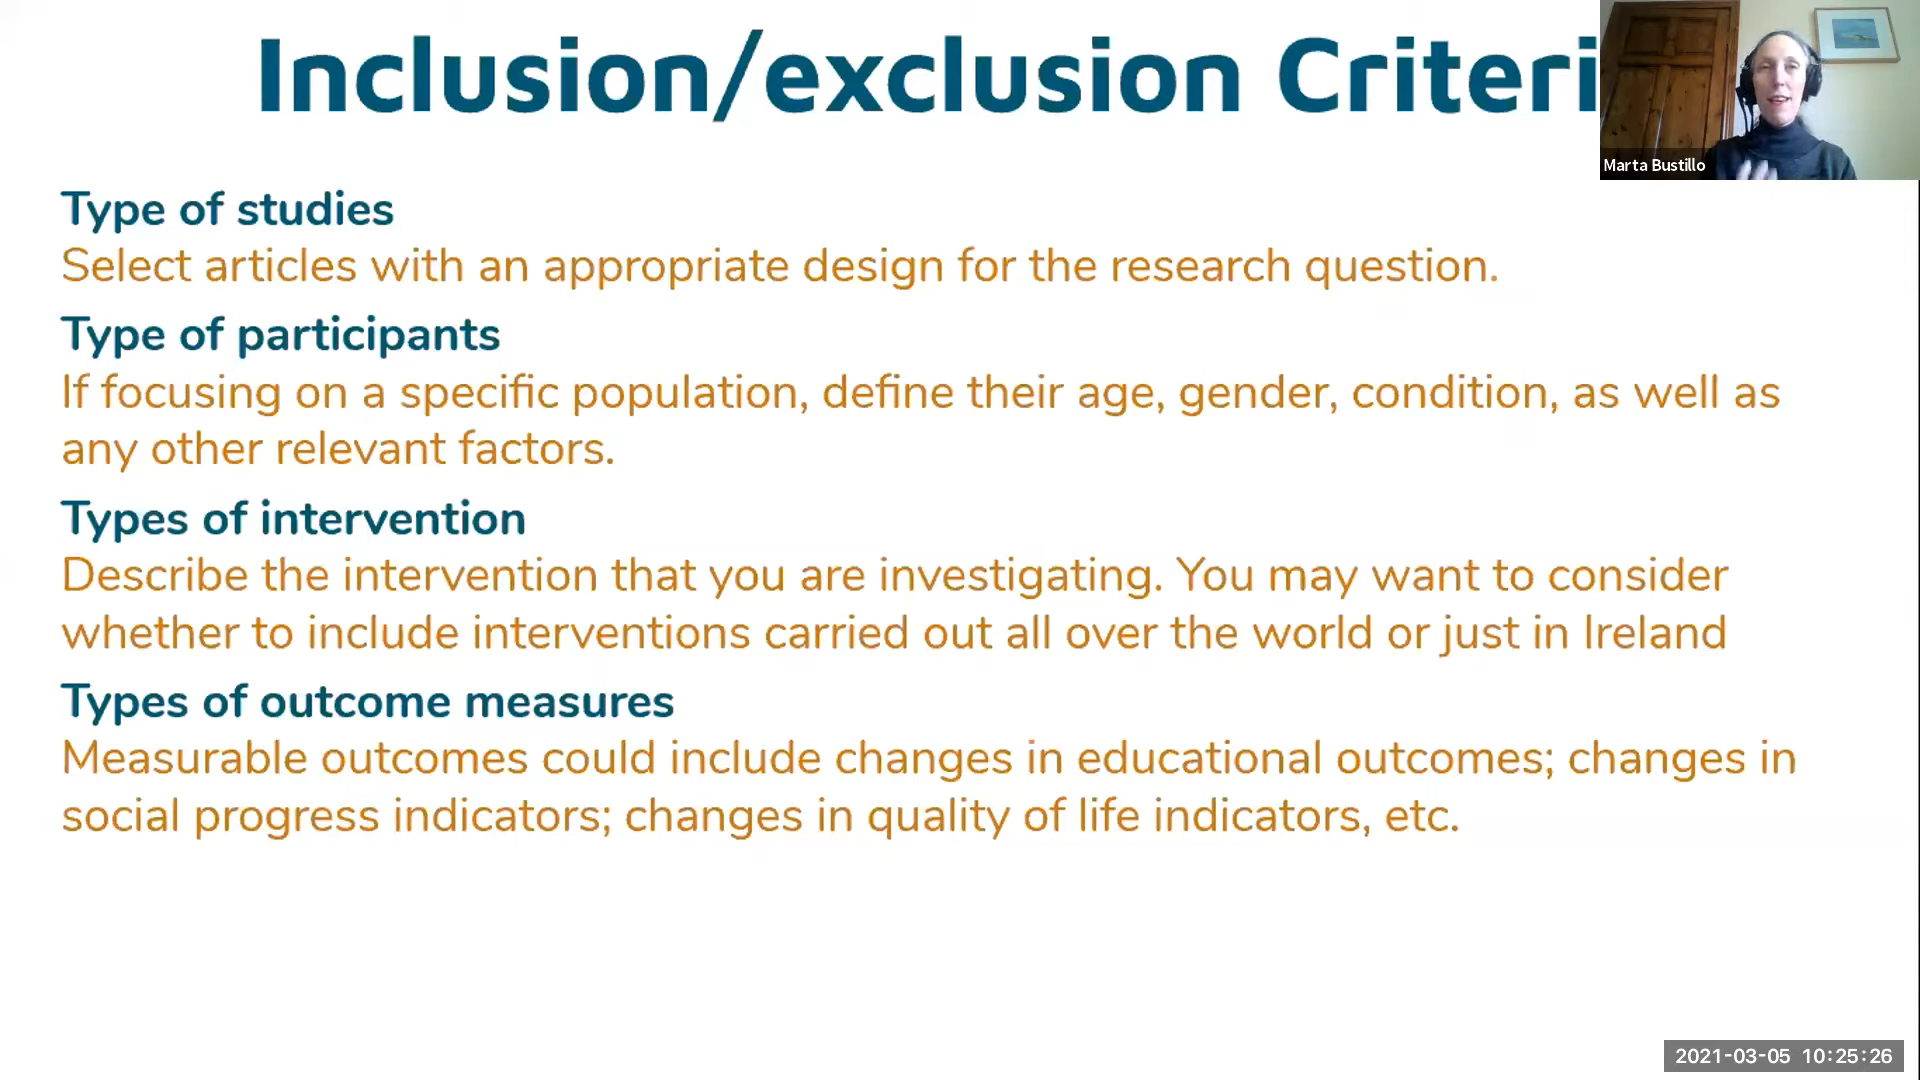 Inclusion/exclusion Criteri
Marta Bustillo
Type of studies
Select articles with an appropriate design for the research question.
Type of participants
If focusing on a specific population, define their age, gender, condition, as well as
any other relevant factors.
Types of intervention
Describe the intervention that you are investigating. You may want to consider
whether to include interventions carried out all over the world or just in Ireland
Types of outcome measures
Measurable outcomes could include changes in educational outcomes; changes in
social progress indicators; changes in quality of life indicators, etc.
2021-03-05 10:25:26